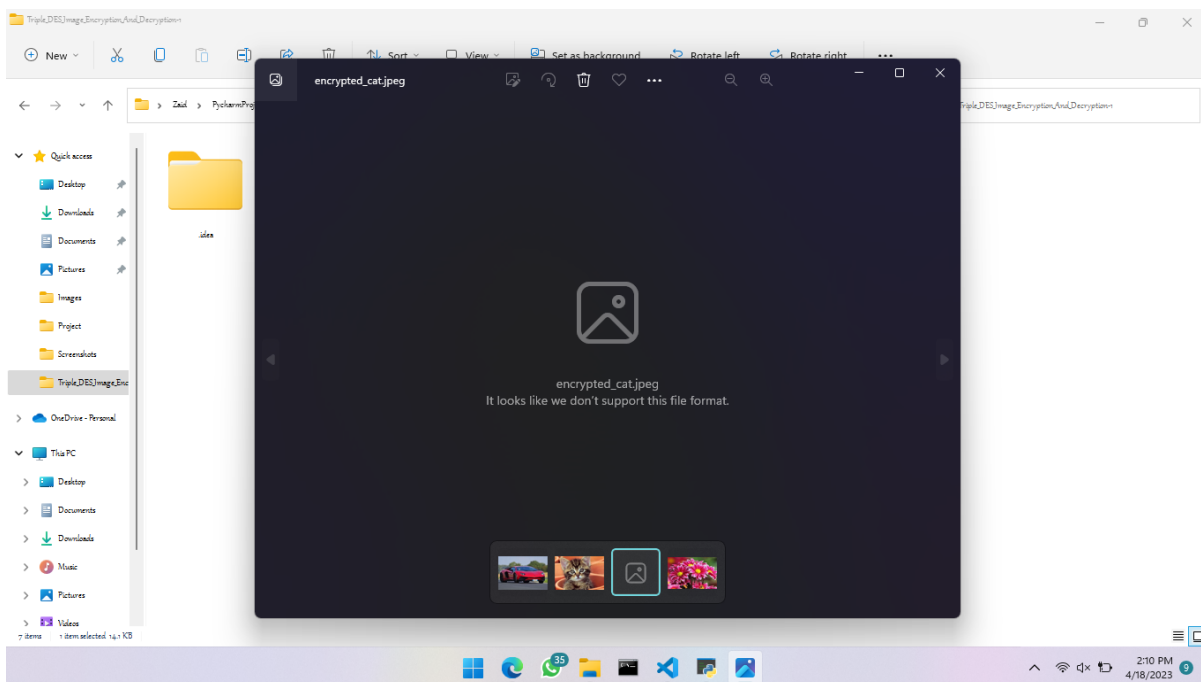 Triple_DES_Image_Encryption_And_Decryption-1
New
Sort
View
Set as background
Rotate left
Rotate right
encrypted_cat.jpeg
Zaid > PycharmProj
Triple_DES_Image_Encryption_And_Decryption-1
Quick access
Desktop
Downloads
Documents
Pictures
Images
Project
Screenshots
Triple_DES_Image_Enc
OneDrive - Personal
This PC
Desktop
Documents
Downloads
Music
Pictures
Videos
.idea
encrypted_cat.jpeg
It looks like we don't support this file format.
7 items 1 item selected 14.1 KB
35
2:10 PM
4/18/2023
9